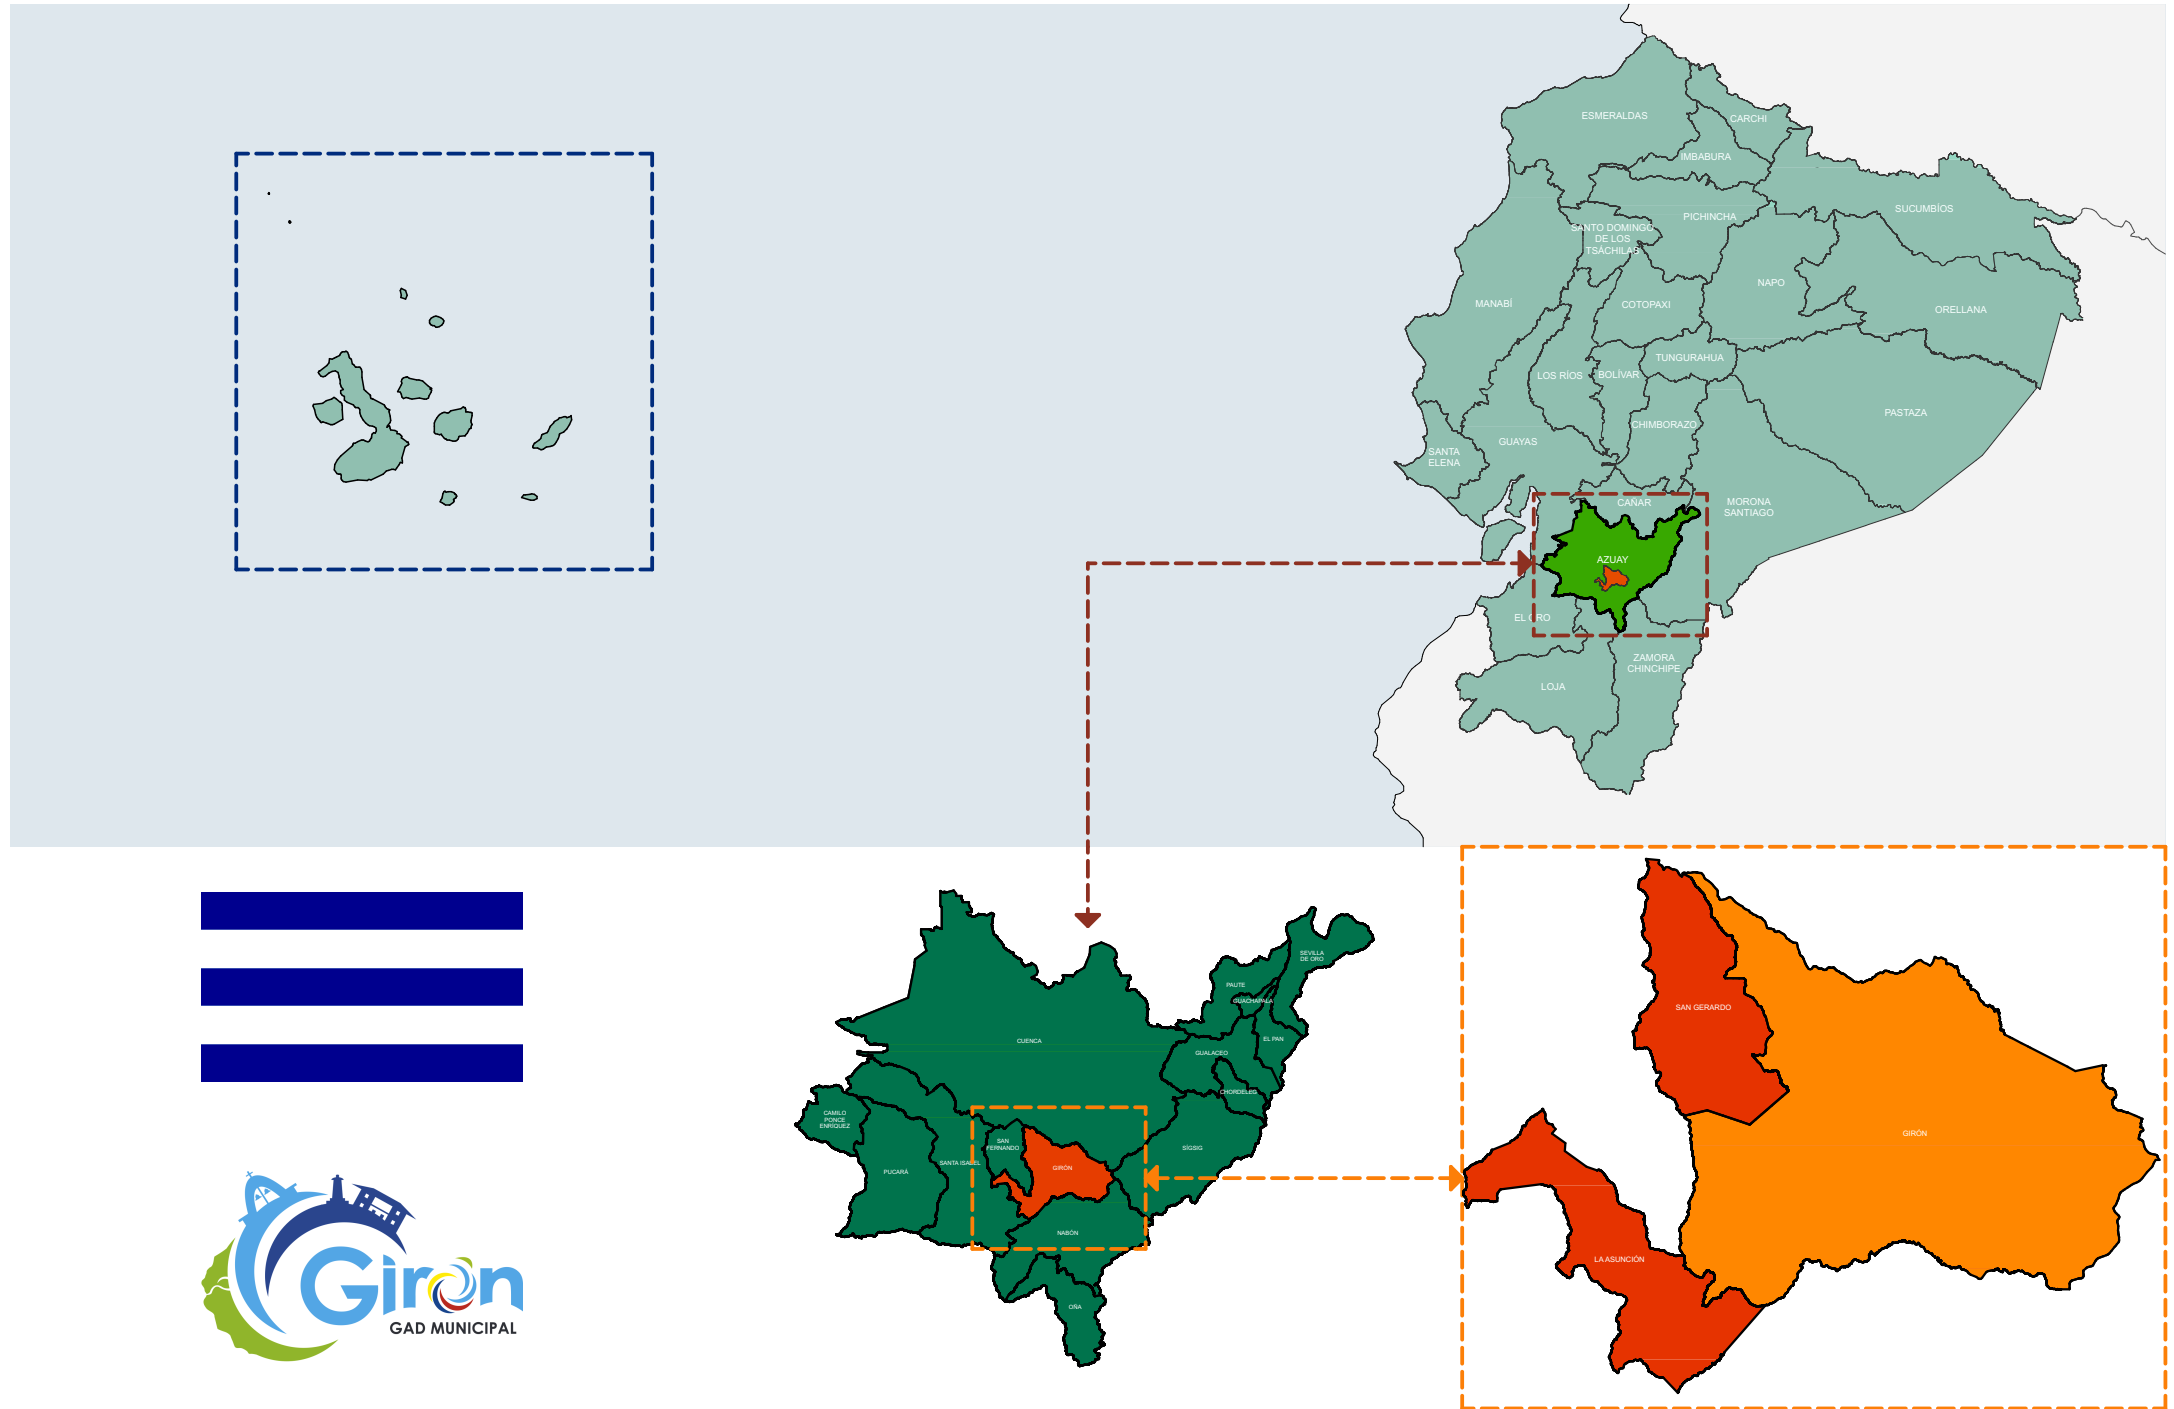 ESMERALDAS
CARCHI
IMBABURA
SUCUMBÍOS
PICHINCHA
SANTO DOMINGO
DE LOS
TSÁCHILAS
NAPO
MANABÍ
COTOPAXI
ORELLANA
TUNGURAHUA
LOS RÍOS
BOLÍVAR
PASTAZA
CHIMBORAZO
GUAYAS
SANTA
ELENA
CAÑAR
MORONA
SANTIAGO
AZUAY
EL ORO
ZAMORA
CHINCHIPE
LOJA
SEVILLA
DE ORO
PAUTE
GUACHAPALA
CUENCA
EL PAN
GUALACEO
CHORDELEG
CAMILO
PONCE
ENRÍQUEZ
SAN
FERNANDO
SÍGSIG
SANTA ISABEL
GIRÓN
PUCARÁ
NABÓN
OÑA
SAN GERARDO
GIRÓN
LA ASUNCIÓN
Girón
GAD MUNICIPAL